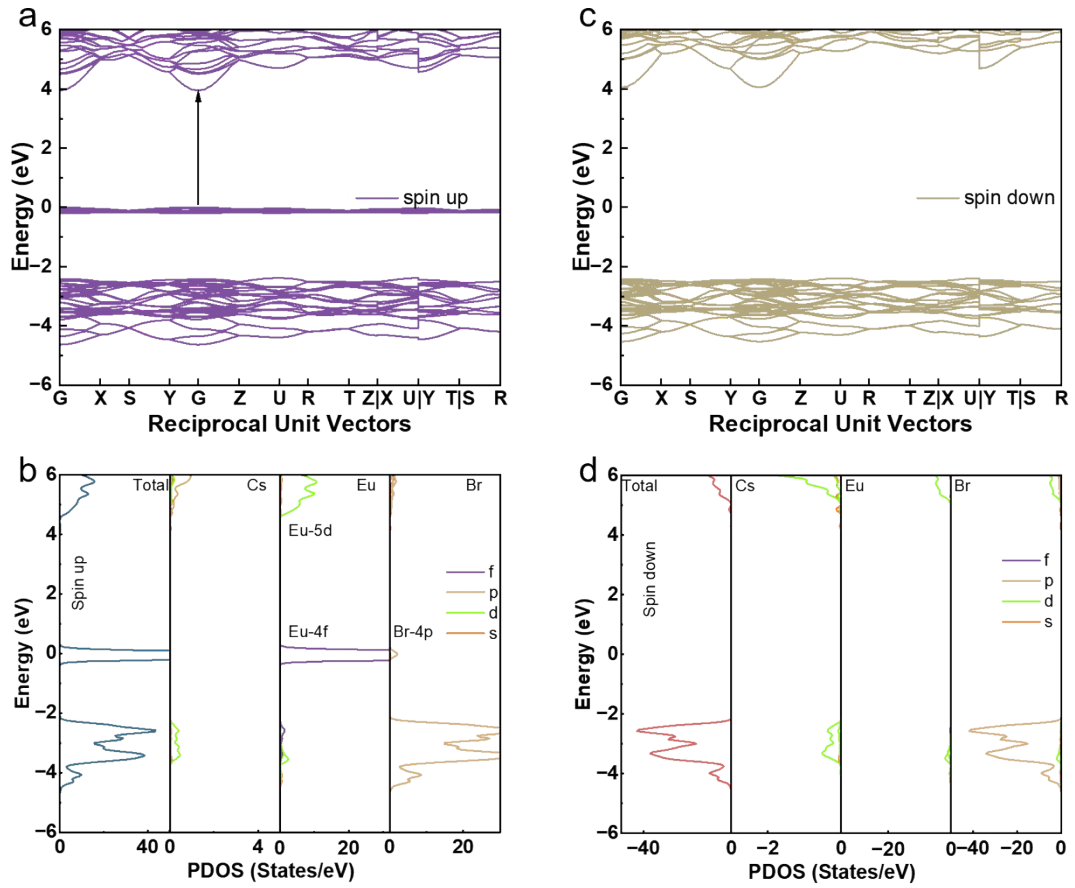 a
6
4
2
0
−2
−4
−6
Energy (eV)
spin up
G X S Y G Z U R T Z|X U|Y T|S R
Reciprocal Unit Vectors
c
6
4
2
0
−2
−4
−6
Energy (eV)
spin down
G X S Y G Z U R T Z|X U|Y T|S R
Reciprocal Unit Vectors
b
6
4
2
0
−2
−4
−6
Energy (eV)
Total Cs Eu Br
Spin up
Eu-5d
Eu-4f
Br-4p
f
p
d
s
0 40 0 4 0 20 0 20
PDOS (States/eV)
d
6
4
2
0
−2
−4
−6
Energy (eV)
Total Cs Eu Br
Spin down
f
p
d
s
−40 0 −2 0 −40 −20 0 −40 −20 0
PDOS (States/eV)